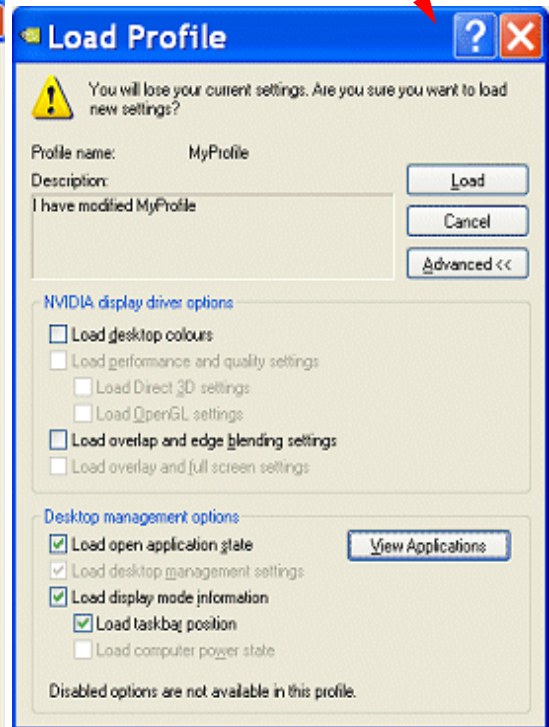 Load Profile
You will lose your current settings. Are you sure you want to load
new settings?
Profile name: MyProfile
Description:
I have modified MyProfile
Load
Cancel
Advanced <<
NVIDIA display driver options
Load desktop colours
Load performance and quality settings
Load Direct 3D settings
Load OpenGL settings
Load overlap and edge blending settings
Load overlay and full screen settings
Desktop management options
Load open application state
View Applications
Load desktop management settings
Load display mode information
Load taskbar position
Load computer power state
Disabled options are not available in this profile.